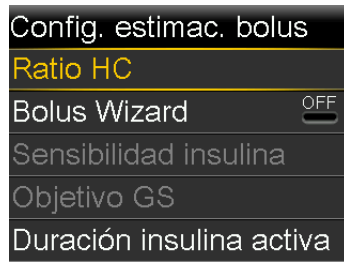 Config. estimac. bolus
Ratio HC
Bolus Wizard OFF
Sensibilidad insulina
Objetivo GS
Duración insulina activa